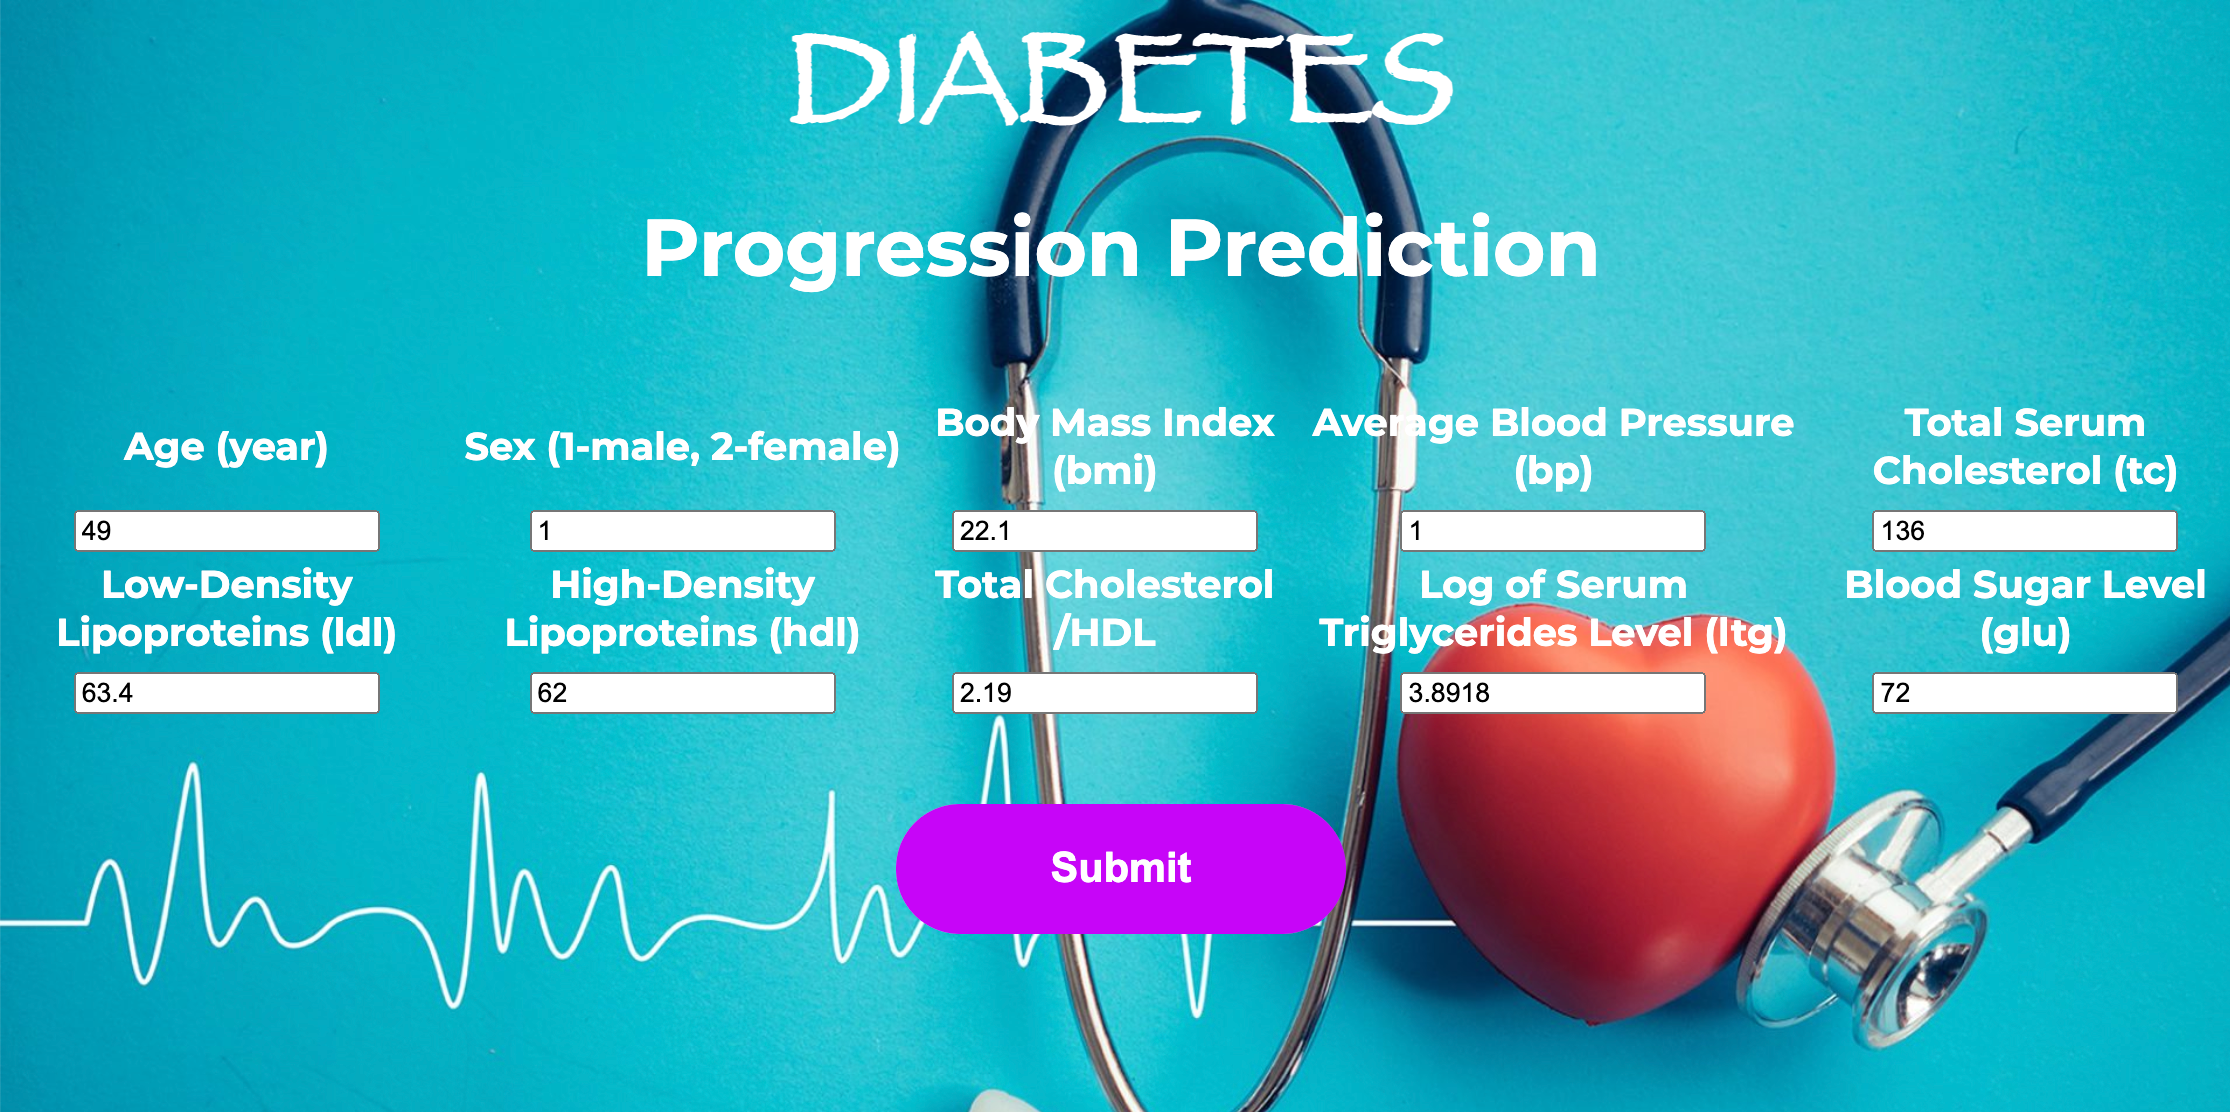 DIABETES
Progression Prediction
Age (year)
Sex (1-male, 2-female)
Body Mass Index
(bmi)
Average Blood Pressure
(bp)
Total Serum
Cholesterol (tc)
49
1
22.1
1
136
Low-Density
Lipoproteins (ldl)
High-Density
Lipoproteins (hdl)
Total Cholesterol
/HDL
Log of Serum
Triglycerides Level (ltg)
Blood Sugar Level
(glu)
63.4
62
2.19
3.8918
72
Submit